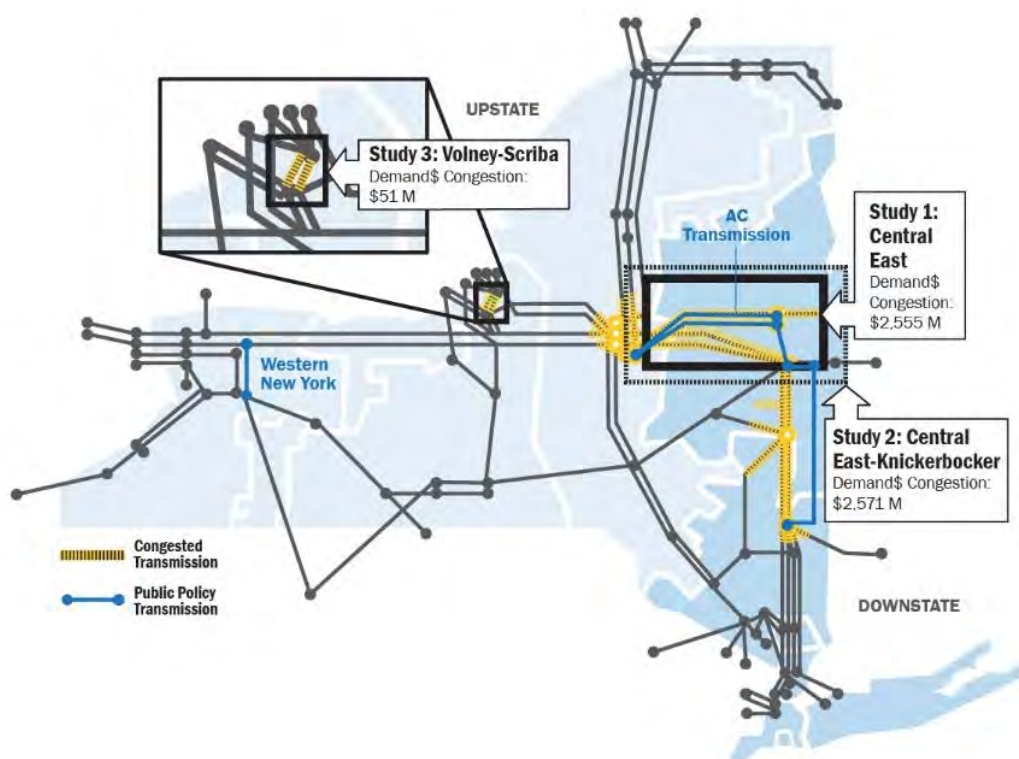 UPSTATE
Study 3: Volney-Scriba
Demand$ Congestion:
$51 M
AC
Transmission
Study 1:
Central
East
Demand$
Congestion:
$2,555 M
Western
New York
Study 2: Central
East-Knickerbocker
Demand$ Congestion:
$2,571 M
Congested
Transmission
Public Policy
Transmission
DOWNSTATE